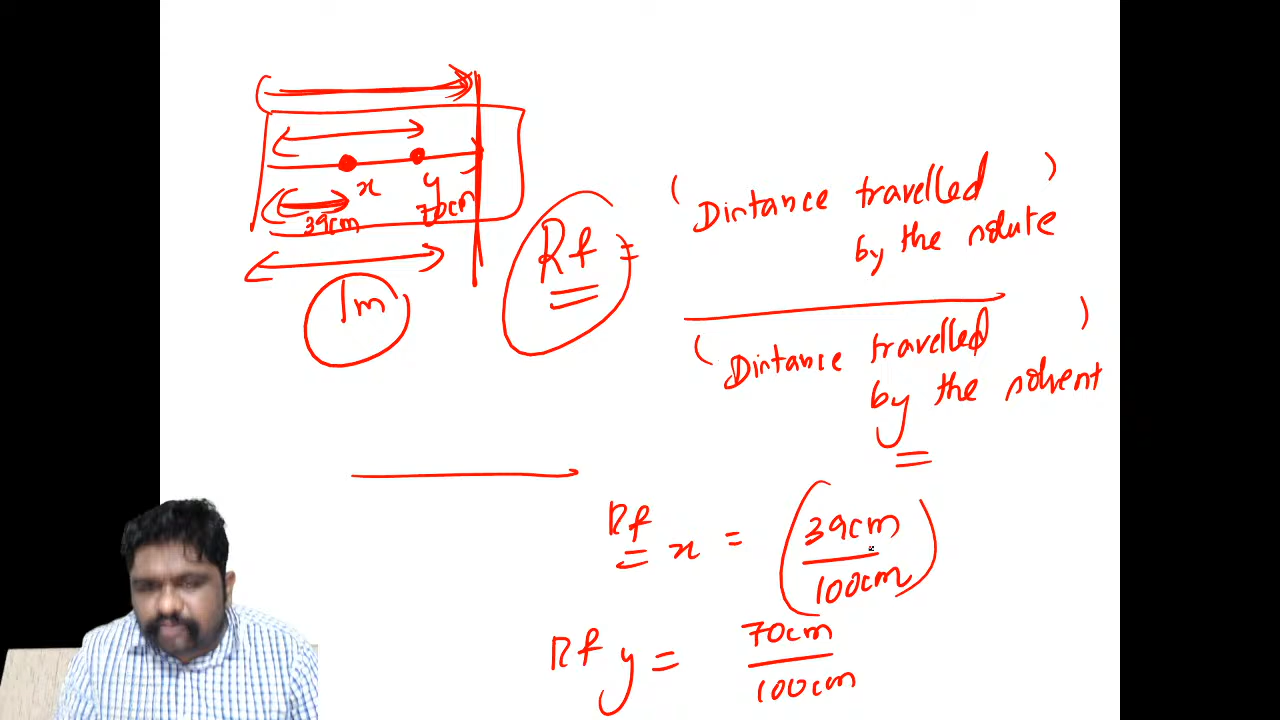 x
y
39cm
70cm
1m
Rf =
( Distance travelled )
by the solute
( Distance travelled )
by the solvent
Rf x = ( 39cm
100cm )
Rf y = 70cm
100cm